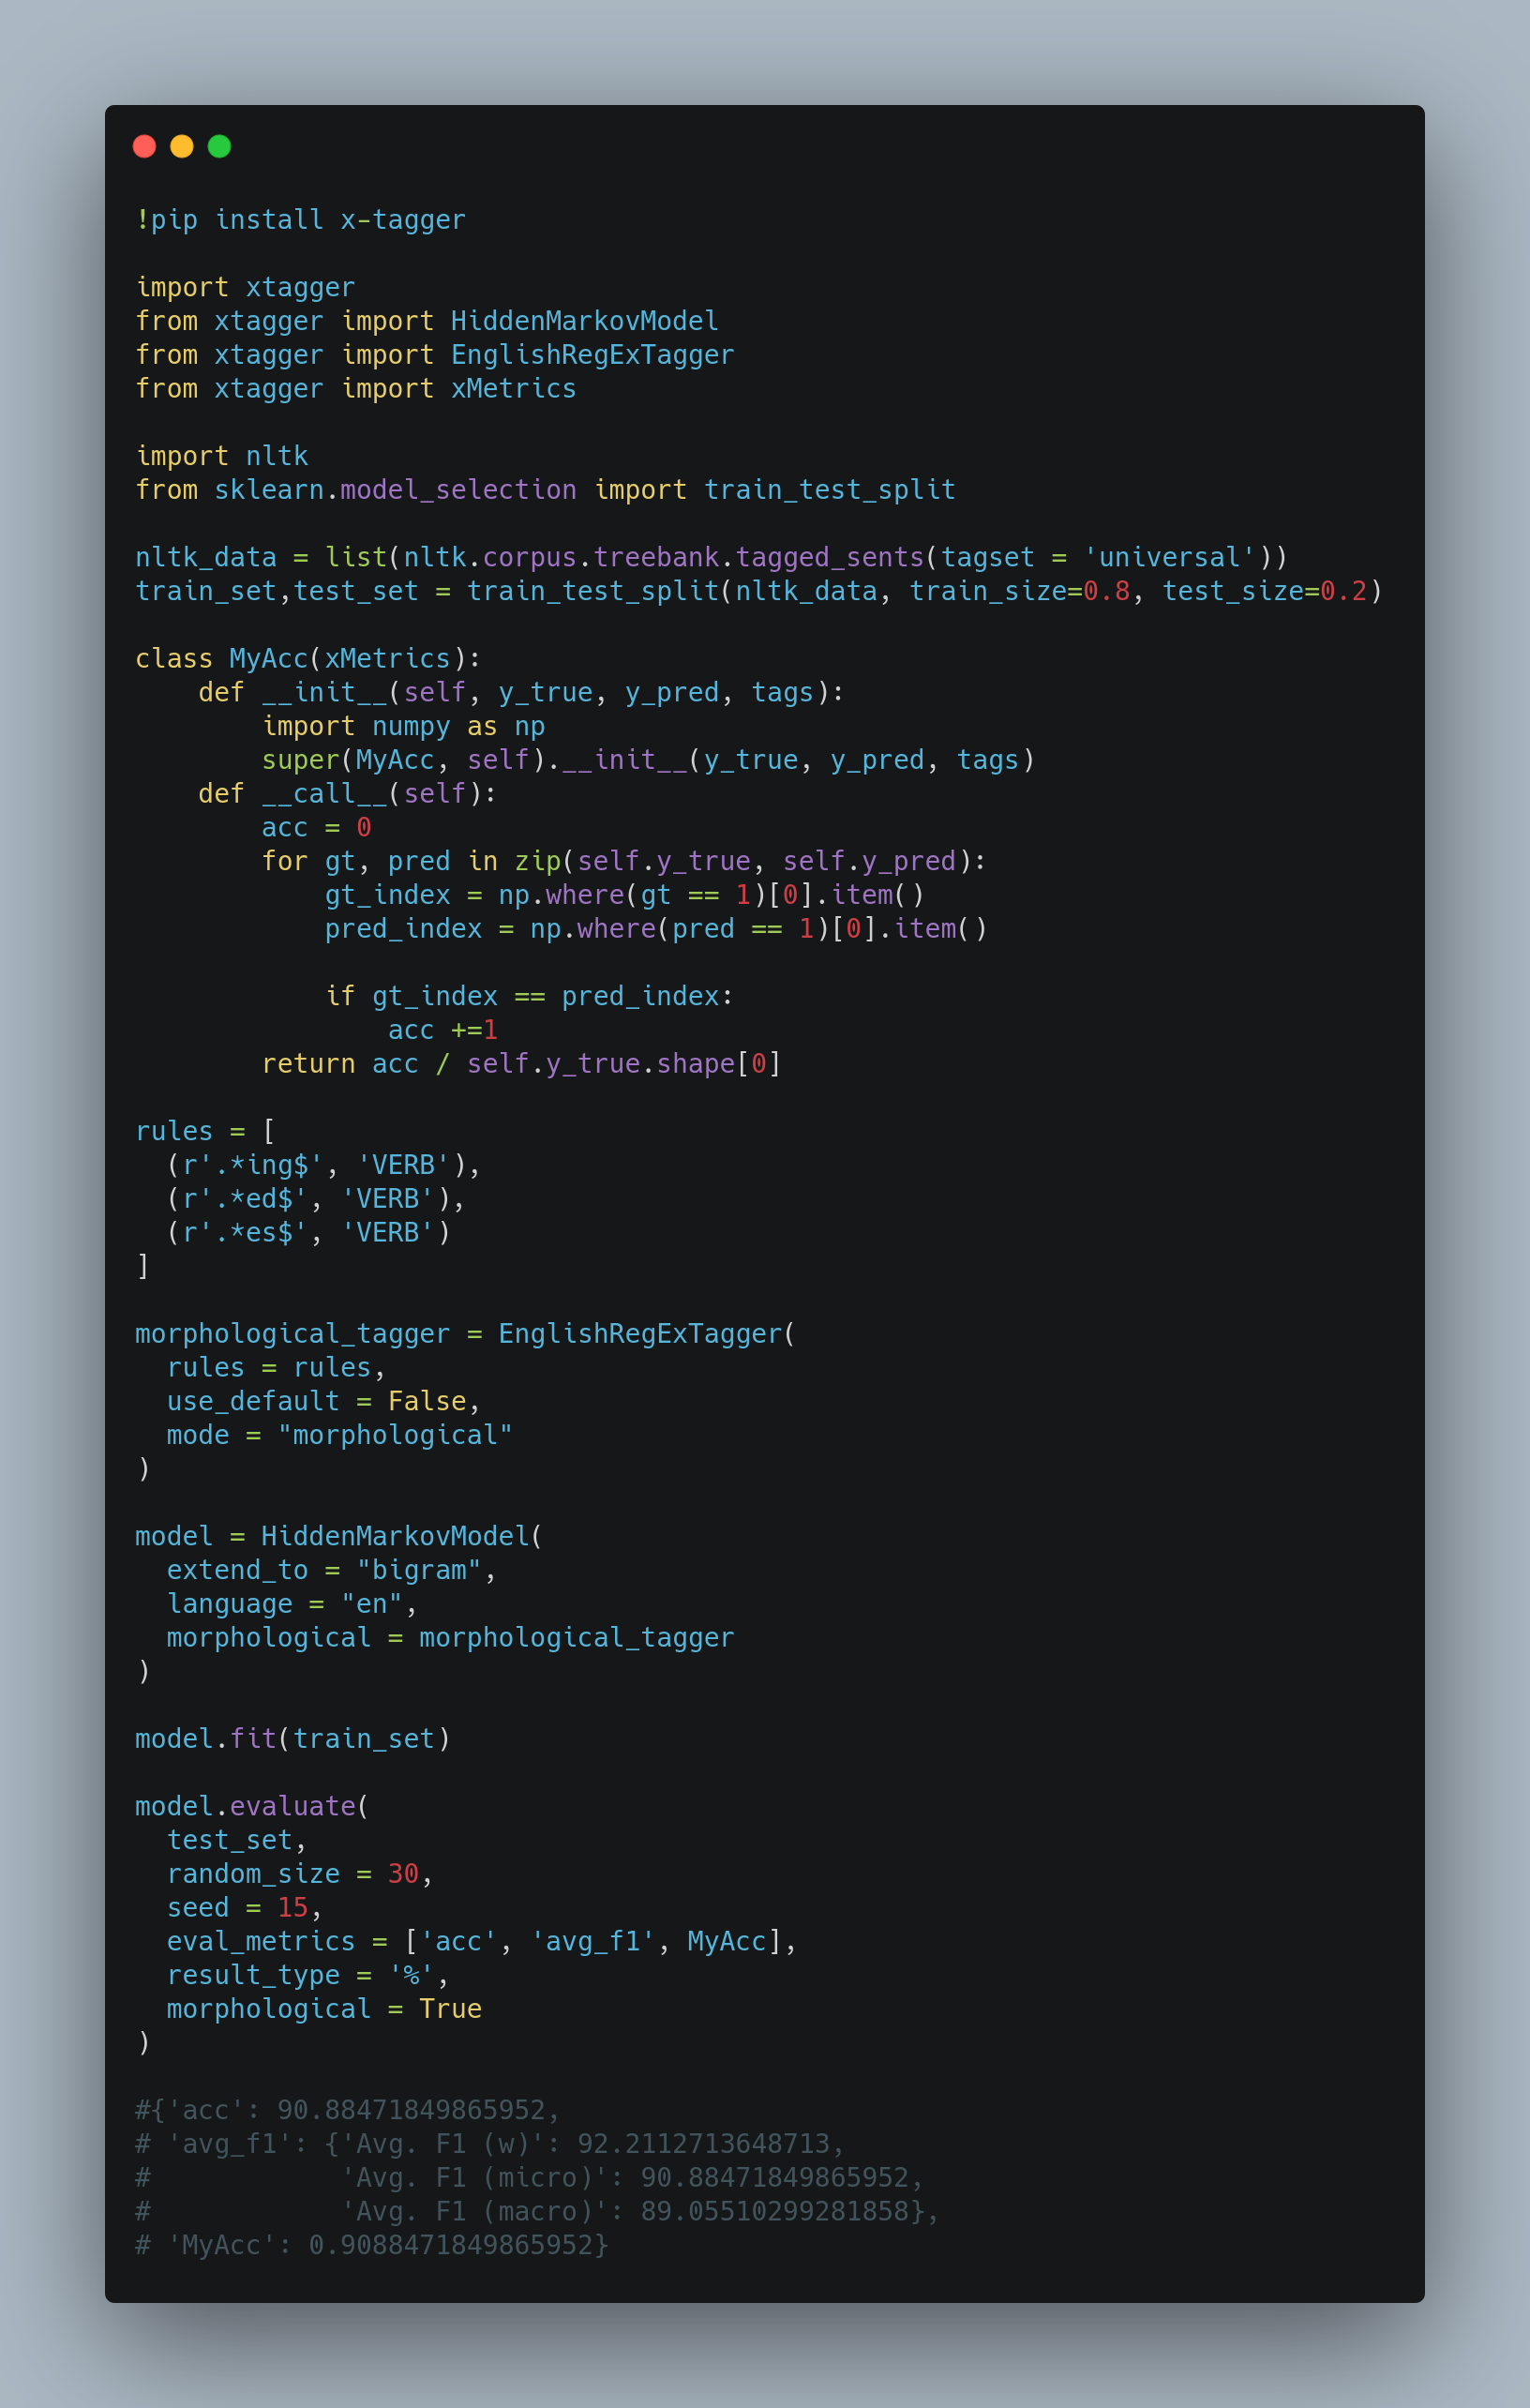 !pip install x-tagger

import xtagger
from xtagger import HiddenMarkovModel
from xtagger import EnglishRegExTagger
from xtagger import xMetrics

import nltk
from sklearn.model_selection import train_test_split

nltk_data = list(nltk.corpus.treebank.tagged_sents(tagset = 'universal'))
train_set,test_set = train_test_split(nltk_data, train_size=0.8, test_size=0.2)

class MyAcc(xMetrics):
    def __init__(self, y_true, y_pred, tags):
        import numpy as np
        super(MyAcc, self).__init__(y_true, y_pred, tags)
    def __call__(self):
        acc = 0
        for gt, pred in zip(self.y_true, self.y_pred):
            gt_index = np.where(gt == 1)[0].item()
            pred_index = np.where(pred == 1)[0].item()

            if gt_index == pred_index:
                acc +=1
        return acc / self.y_true.shape[0]

rules = [
  (r'.*ing$', 'VERB'),
  (r'.*ed$', 'VERB'),
  (r'.*es$', 'VERB')
]

morphological_tagger = EnglishRegExTagger(
  rules = rules,
  use_default = False,
  mode = "morphological"
)

model = HiddenMarkovModel(
  extend_to = "bigram",
  language = "en",
  morphological = morphological_tagger
)

model.fit(train_set)

model.evaluate(
  test_set,
  random_size = 30,
  seed = 15,
  eval_metrics = ['acc', 'avg_f1', MyAcc],
  result_type = '%',
  morphological = True
)

#{'acc': 90.88471849865952,
# 'avg_f1': {'Avg. F1 (w)': 92.2112713648713,
#            'Avg. F1 (micro)': 90.88471849865952,
#            'Avg. F1 (macro)': 89.05510299281858},
# 'MyAcc': 0.9088471849865952}